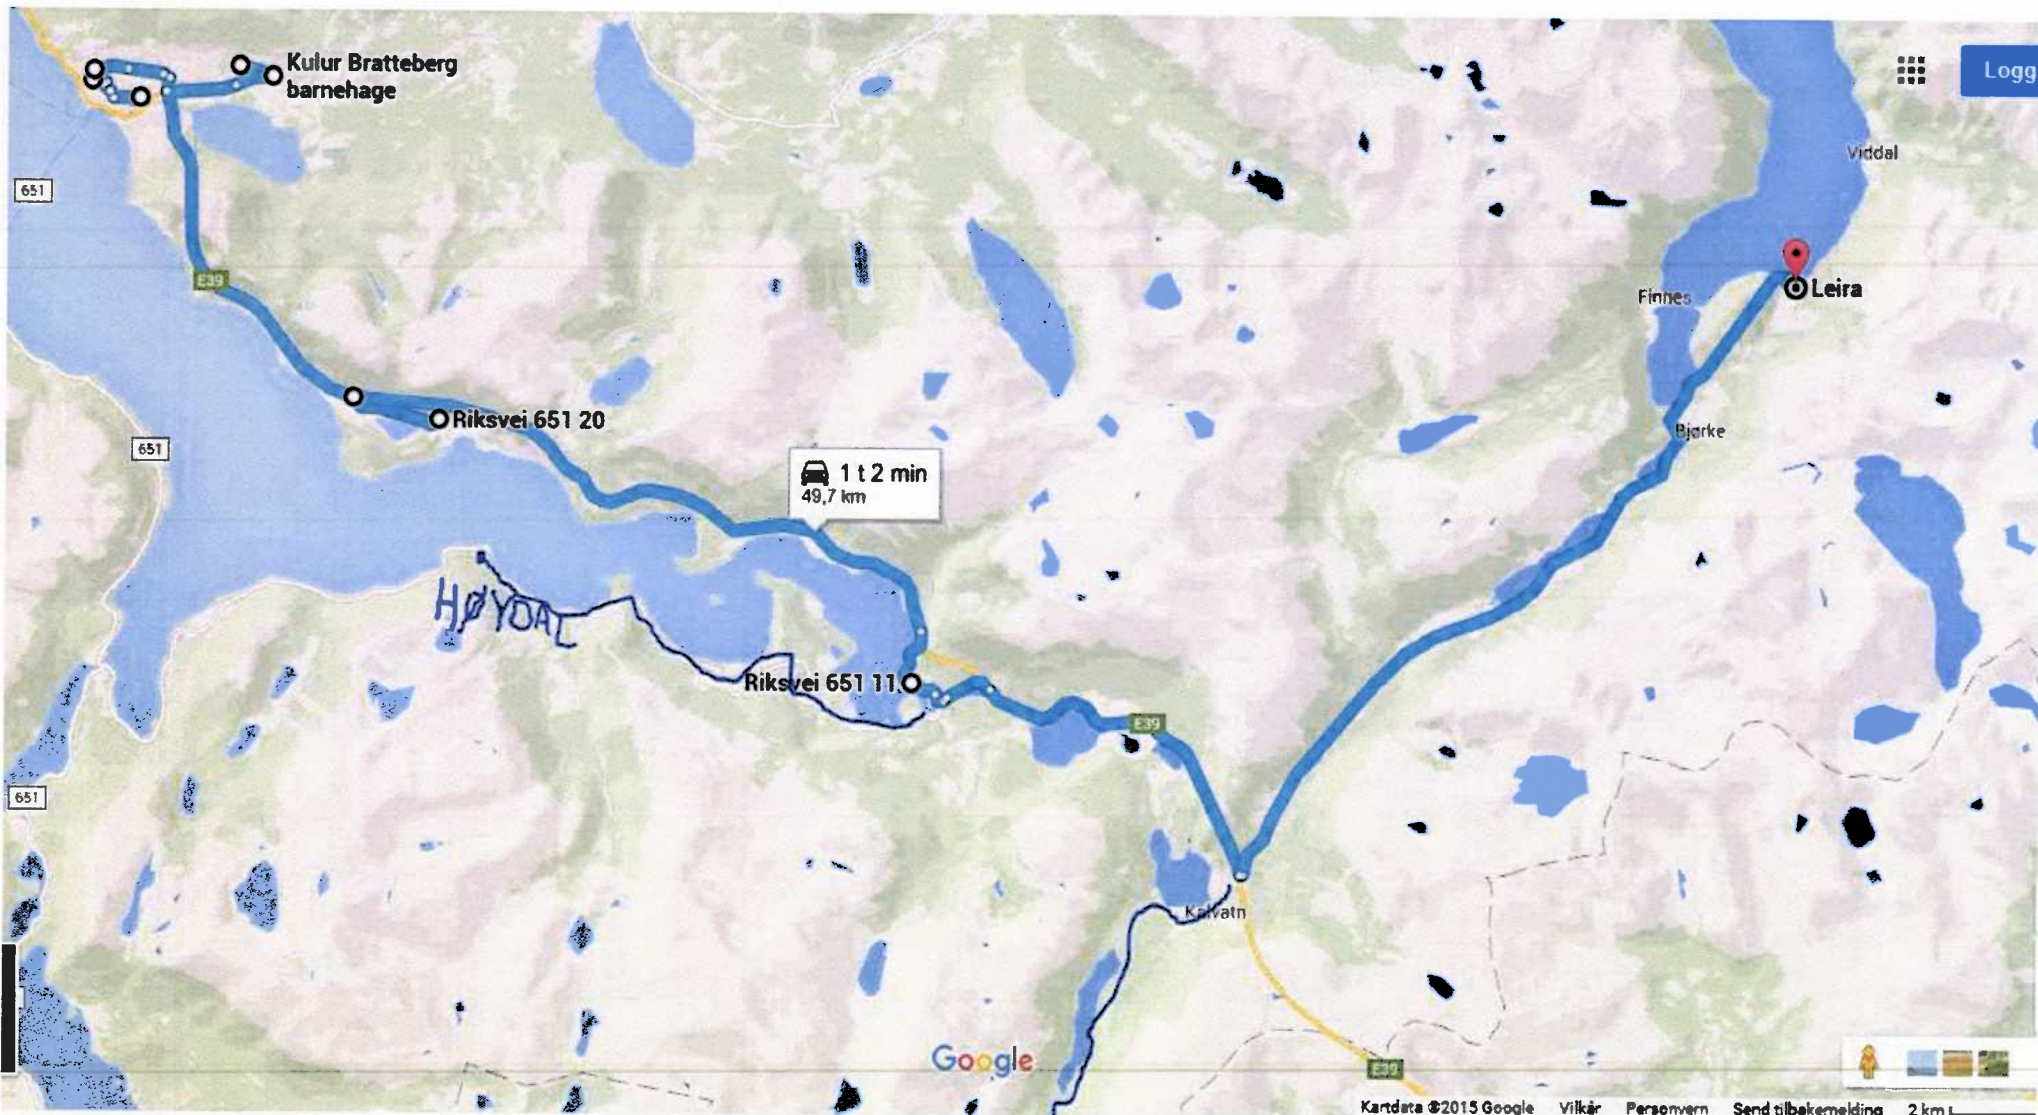 Kulur Bratteberg
barnehage
Logg
Viddal
651
E39
Finnes
Leira
Riksvei 651 20
Bjørke
651
1 t 2 min
49,7 km
HØYDAL
Riksvei 651 11
E39
651
Kalvatn
Google
E39
Kartdata ©2015 Google Vilkår Personvern Send tilbakemelding 2 km